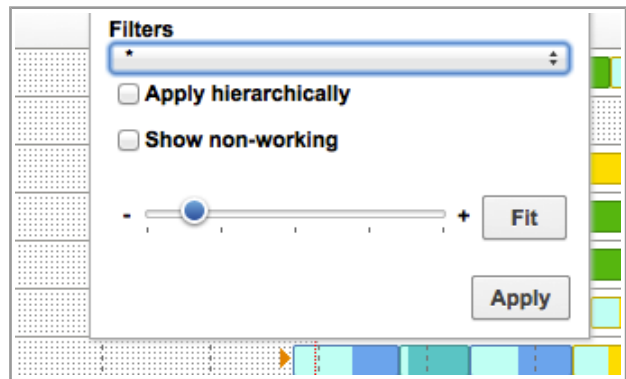 Filters
*
Apply hierarchically
Show non-working
- + Fit
Apply